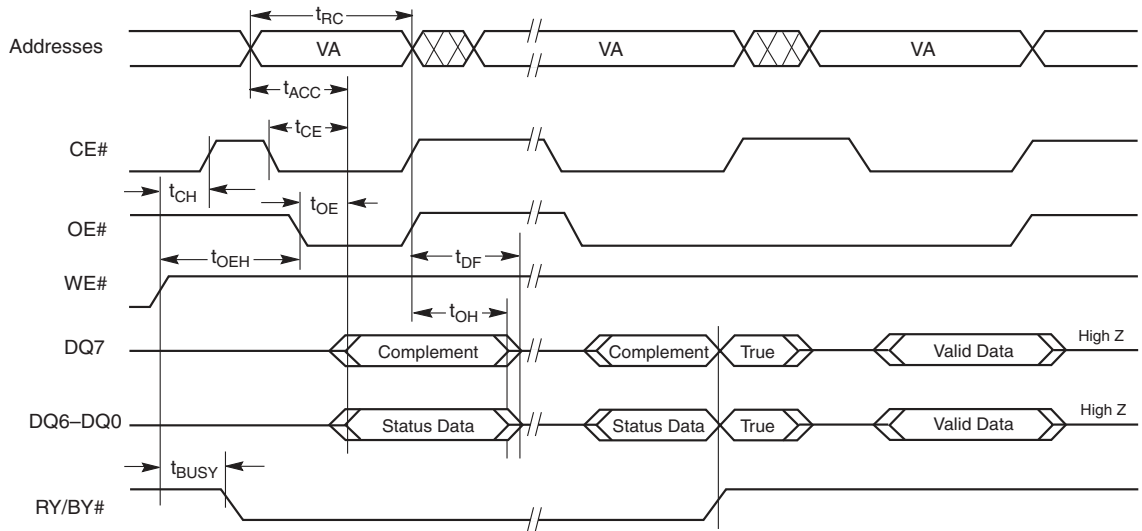 tRC
Addresses VA VA VA
tACC
tCE
CE#
tCH tOE
OE#
tOEH tDF
WE#
tOH
DQ7 Complement Complement True Valid Data High Z
DQ6–DQ0 Status Data Status Data True Valid Data High Z
tBUSY
RY/BY#